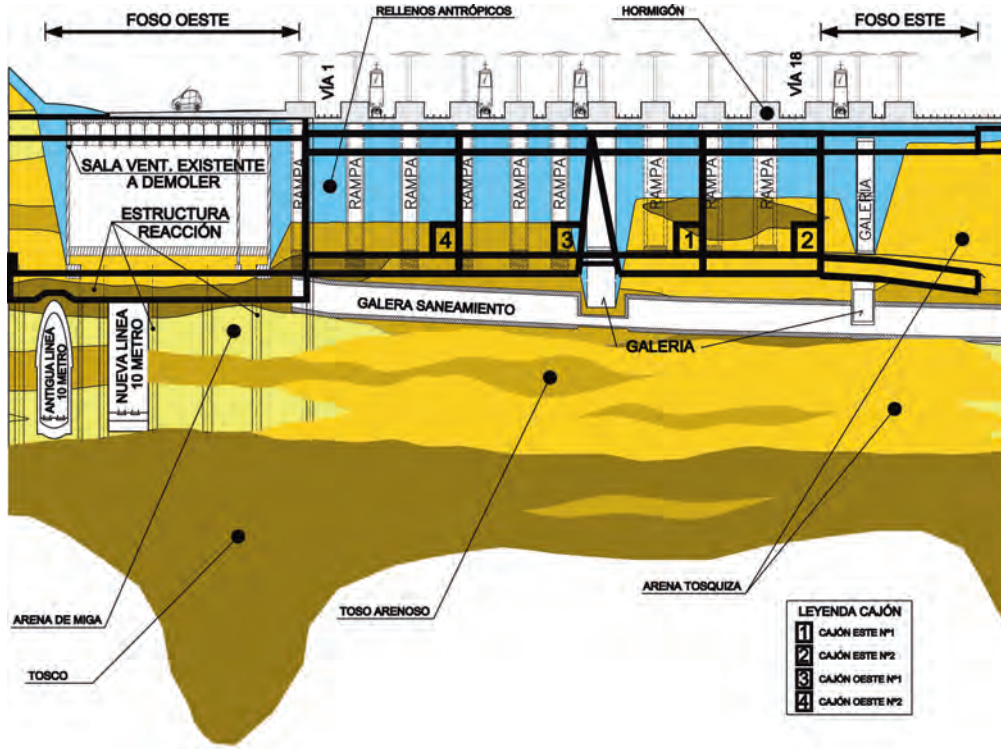 FOSO OESTE
RELLENOS ANTRÓPICOS
HORMIGÓN
FOSO ESTE
VÍA 1
VÍA 18
SALA VENT. EXISTENTE
A DEMOLER
ESTRUCTURA
REACCIÓN
RAMPA
RAMPA
RAMPA
RAMPA
RAMPA
RAMPA
RAMPA
RAMPA
RAMPA
GALERIA
4
3
1
2
GALERA SANEAMIENTO
GALERIA
ANTIGUA LINEA
10 METRO
NUEVA LINEA
10 METRO
ARENA DE MIGA
TOSO ARENOSO
ARENA TOSQUIZA
TOSCO
LEYENDA CAJÓN
1 CAJÓN ESTE Nº1
2 CAJÓN ESTE Nº2
3 CAJÓN OESTE Nº1
4 CAJÓN OESTE Nº2